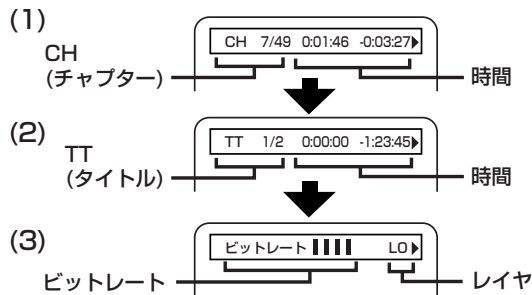 (1)
CH 7/49 0:01:46 -0:03:27
CH
(チャプター)
時間
(2)
TT 1/2 0:00:00 -1:23:45
TT
(タイトル)
時間
(3)
ビットレート LO
ビットレート
レイヤ